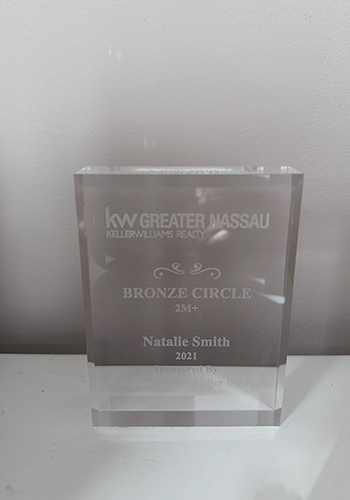 kw GREATER NASSAU
KELLERWILLIAMS REALTY
BRONZE CIRCLE
2M+
Natalie Smith
2021
Sponsored By